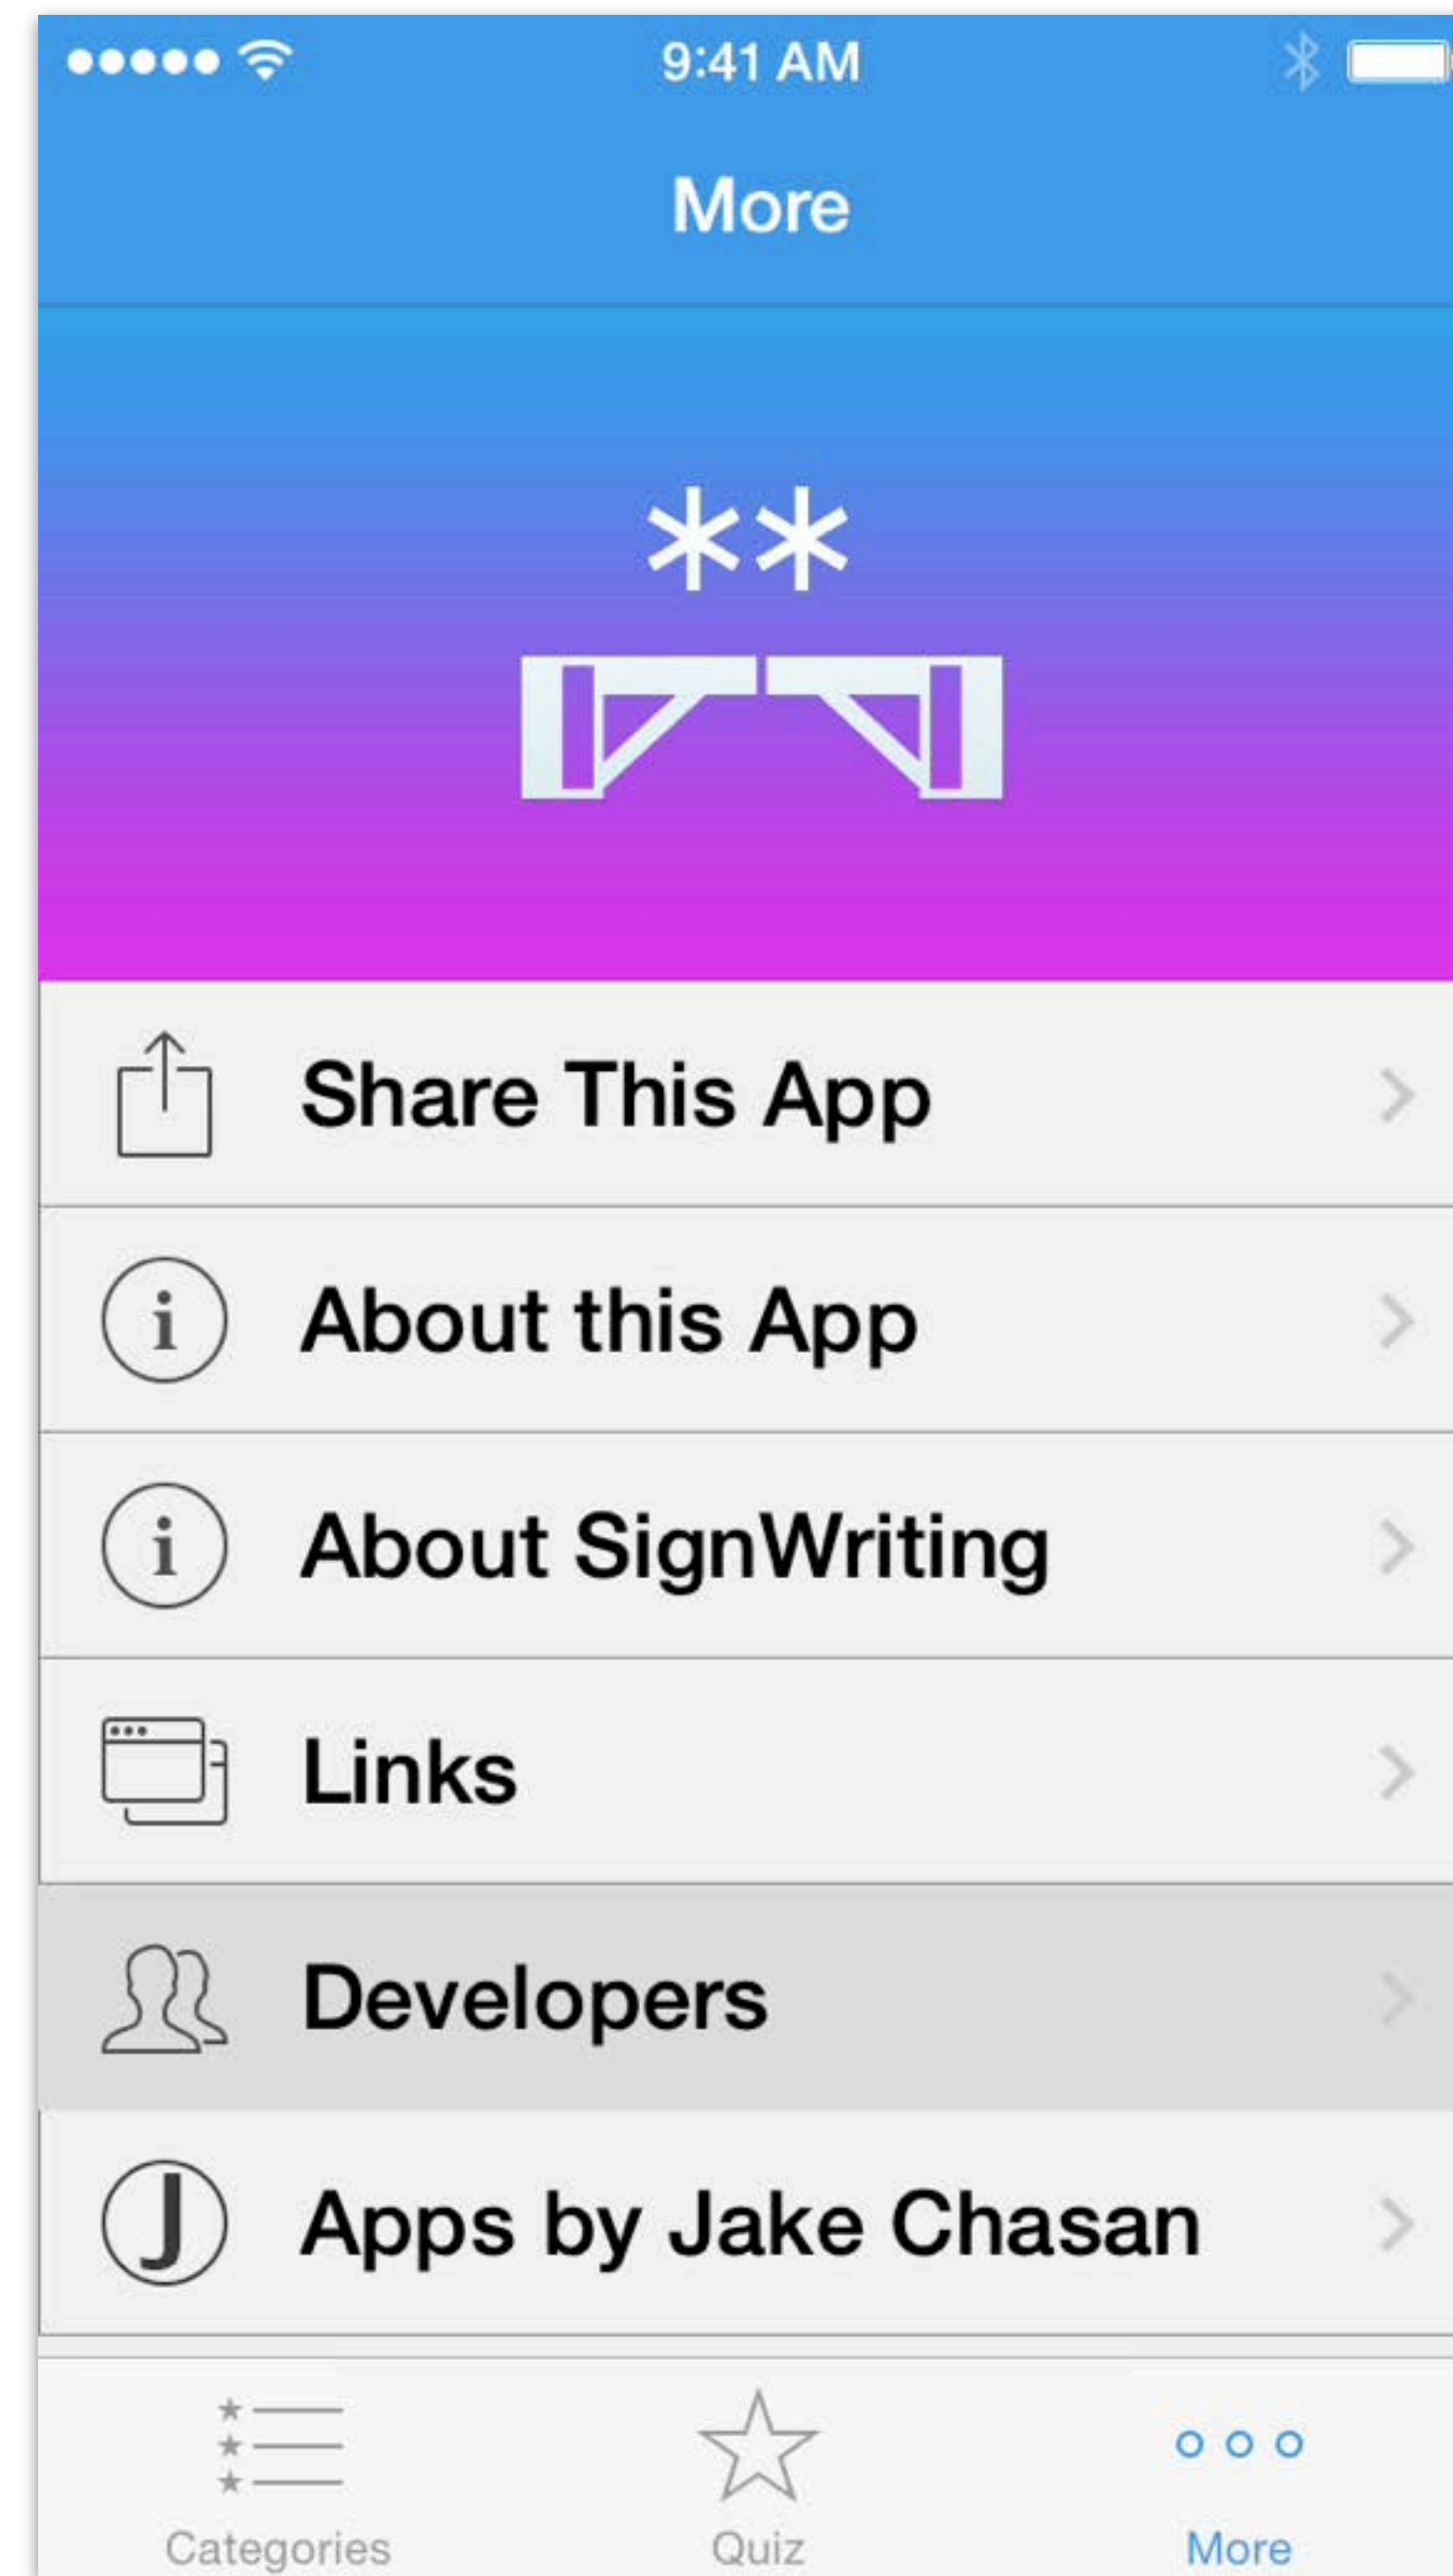 9:41 AM
More
**
Share This App
About this App
About SignWriting
Links
Developers
J
Apps by Jake Chasan
Categories
Quiz
More